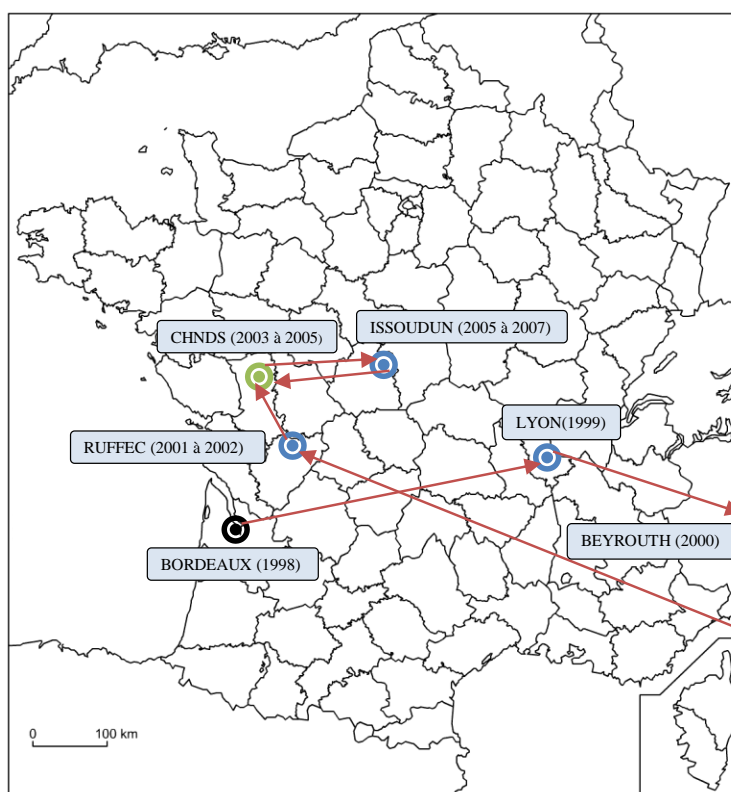 CHNDS (2003 à 2005)
ISSOUDUN (2005 à 2007)
RUFFEC (2001 à 2002)
LYON(1999)
BEYROUTH (2000)
BORDEAUX (1998)
0 100 km